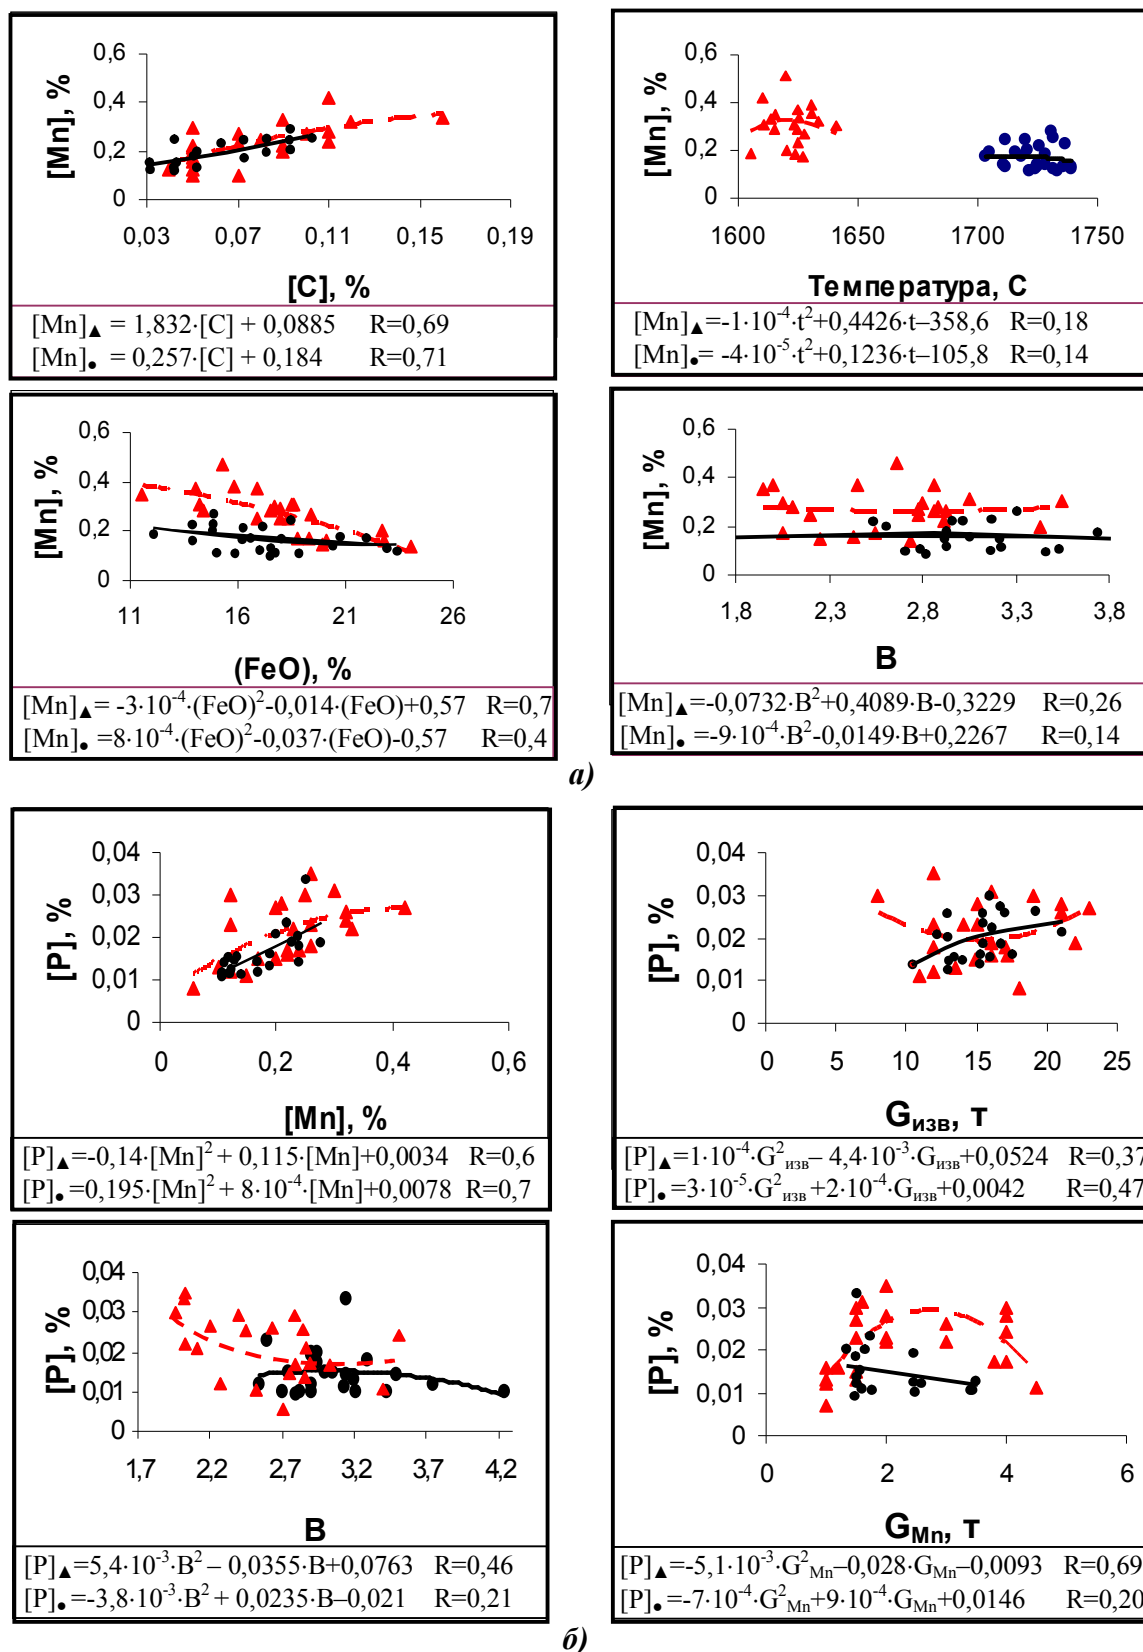 [Mn], %
0,6
0,4
0,2
0
0,03 0,07 0,11 0,15 0,19
[C], %
[Mn]▲ = 1,832·[C] + 0,0885 R=0,69
[Mn]● = 0,257·[C] + 0,184 R=0,71
[Mn], %
0,6
0,4
0,2
0
1600 1650 1700 1750
Температура, С
[Mn]▲=-1·10⁻⁴·t²+0,4426·t–358,6 R=0,18
[Mn]●= -4·10⁻⁵·t²+0,1236·t–105,8 R=0,14
[Mn], %
0,6
0,4
0,2
0
11 16 21 26
(FeO), %
[Mn]▲= -3·10⁻⁴·(FeO)²-0,014·(FeO)+0,57 R=0,7
[Mn]● =8·10⁻⁴·(FeO)²-0,037·(FeO)-0,57 R=0,4
[Mn], %
0,6
0,4
0,2
0
1,8 2,3 2,8 3,3 3,8
В
[Mn]▲=-0,0732·B²+0,4089·B-0,3229 R=0,26
[Mn]● =-9·10⁻⁴·B²-0,0149·B+0,2267 R=0,14
а)
[P], %
0,04
0,03
0,02
0,01
0
0 0,2 0,4 0,6
[Mn], %
[P]▲=-0,14·[Mn]² + 0,115·[Mn]+0,0034 R=0,6
[P]●=0,195·[Mn]² + 8·10⁻⁴·[Mn]+0,0078 R=0,7
[P], %
0,04
0,03
0,02
0,01
0
0 5 10 15 20 25
Gизв, т
[P]▲=1·10⁻⁴·G²изв– 4,4·10⁻³·Gизв+0,0524 R=0,37
[P]●=3·10⁻⁵·G²изв+2·10⁻⁴·Gизв+0,0042 R=0,47
[P], %
0,04
0,03
0,02
0,01
0
1,7 2,2 2,7 3,2 3,7 4,2
В
[P]▲=5,4·10⁻³·B² – 0,0355·B+0,0763 R=0,46
[P]●=-3,8·10⁻³·B² + 0,0235·B–0,021 R=0,21
[P], %
0,04
0,03
0,02
0,01
0
0 2 4 6
GMn, т
[P]▲=-5,1·10⁻³·G²Mn–0,028·GMn–0,0093 R=0,69
[P]●=-7·10⁻⁴·G²Mn+9·10⁻⁴·GMn+0,0146 R=0,20
б)